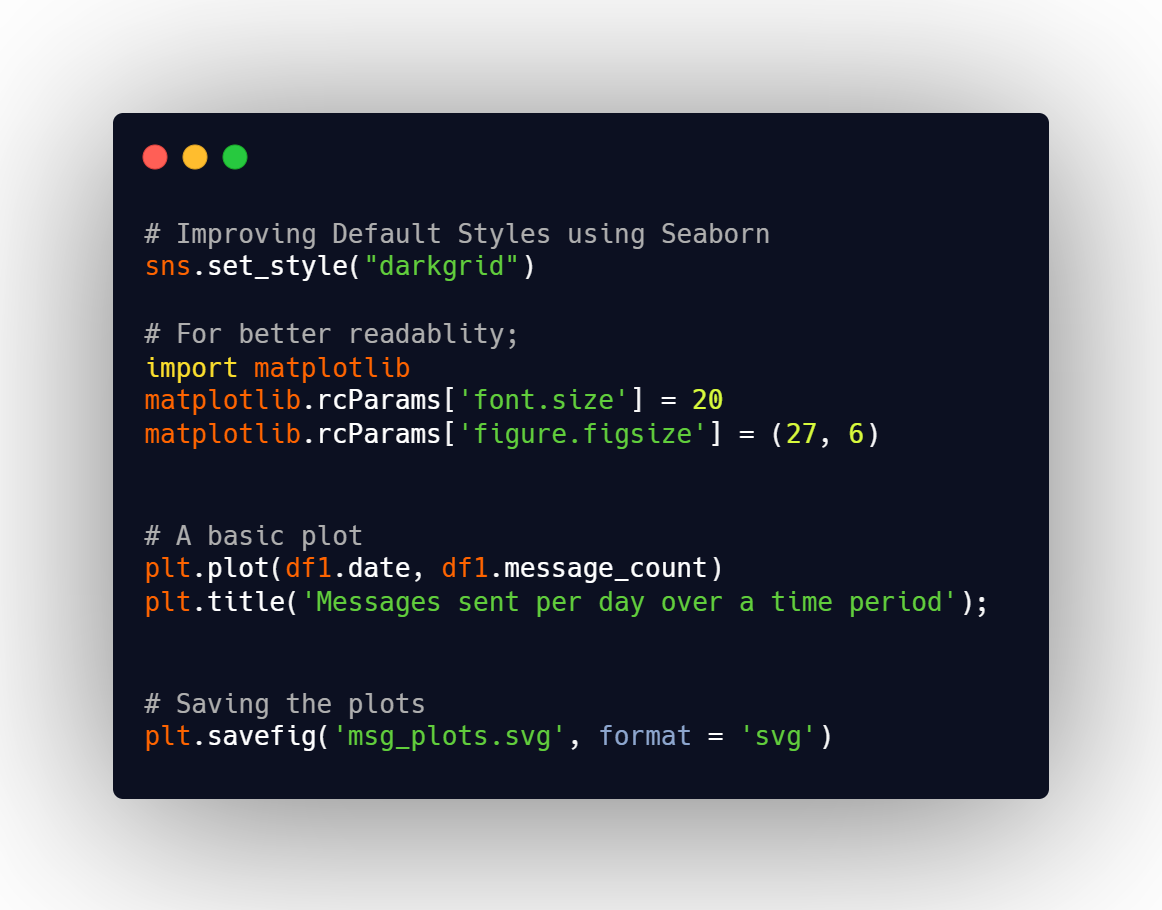 # Improving Default Styles using Seaborn
sns.set_style("darkgrid")
# For better readablity;
import matplotlib
matplotlib.rcParams['font.size'] = 20
matplotlib.rcParams['figure.figsize'] = (27, 6)
# A basic plot
plt.plot(df1.date, df1.message_count)
plt.title('Messages sent per day over a time period');
# Saving the plots
plt.savefig('msg_plots.svg', format = 'svg')